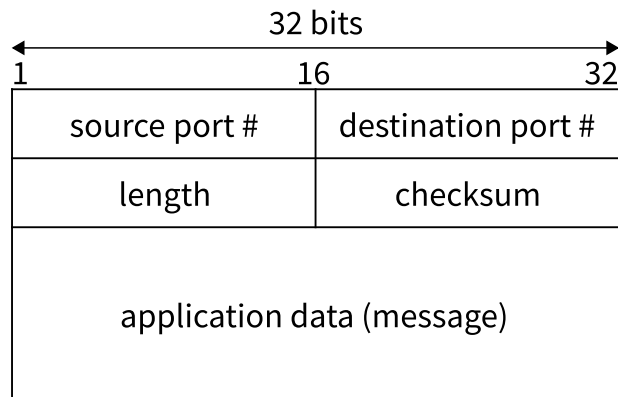 32 bits
1 16 32
source port # destination port #
length checksum
application data (message)